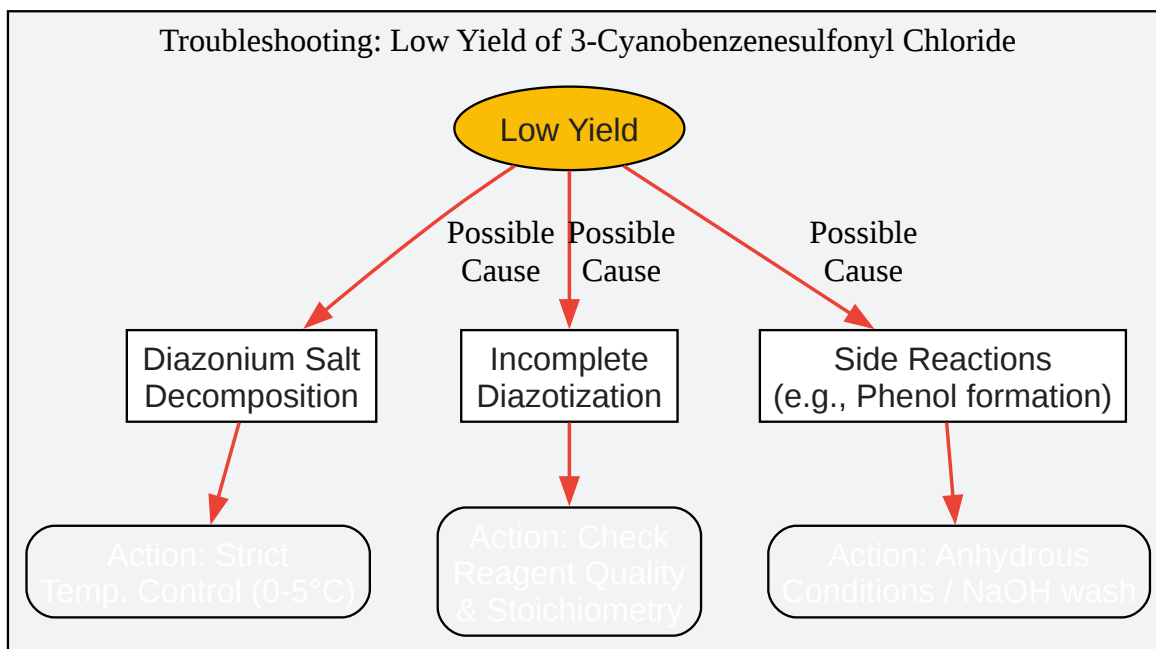 Troubleshooting: Low Yield of 3-Cyanobenzenesulfonyl Chloride
Low Yield
Possible
Cause
Possible
Cause
Possible
Cause
Diazonium Salt
Decomposition
Incomplete
Diazotization
Side Reactions
(e.g., Phenol formation)
Action: Strict
Temp. Control (0-5°C)
Action: Check
Reagent Quality
& Stoichiometry
Action: Anhydrous
Conditions / NaOH wash